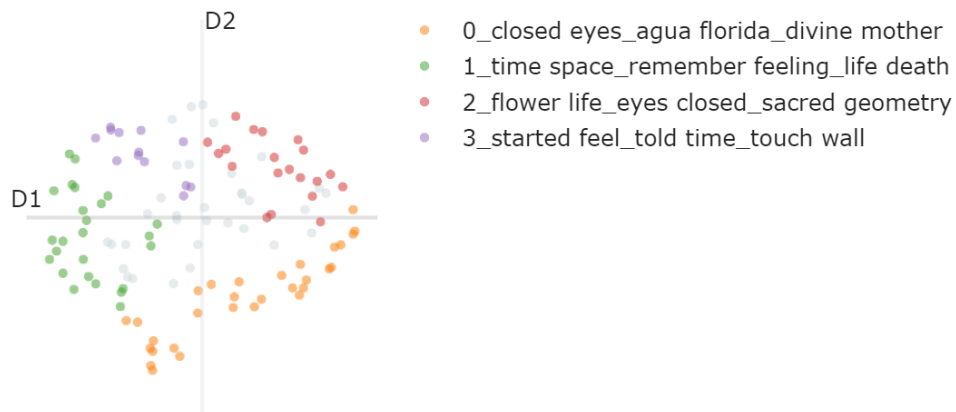 D2
0_closed eyes_agua florida_divine mother
1_time space_remember feeling_life death
2_flower life_eyes closed_sacred geometry
3_started feel_told time_touch wall
D1